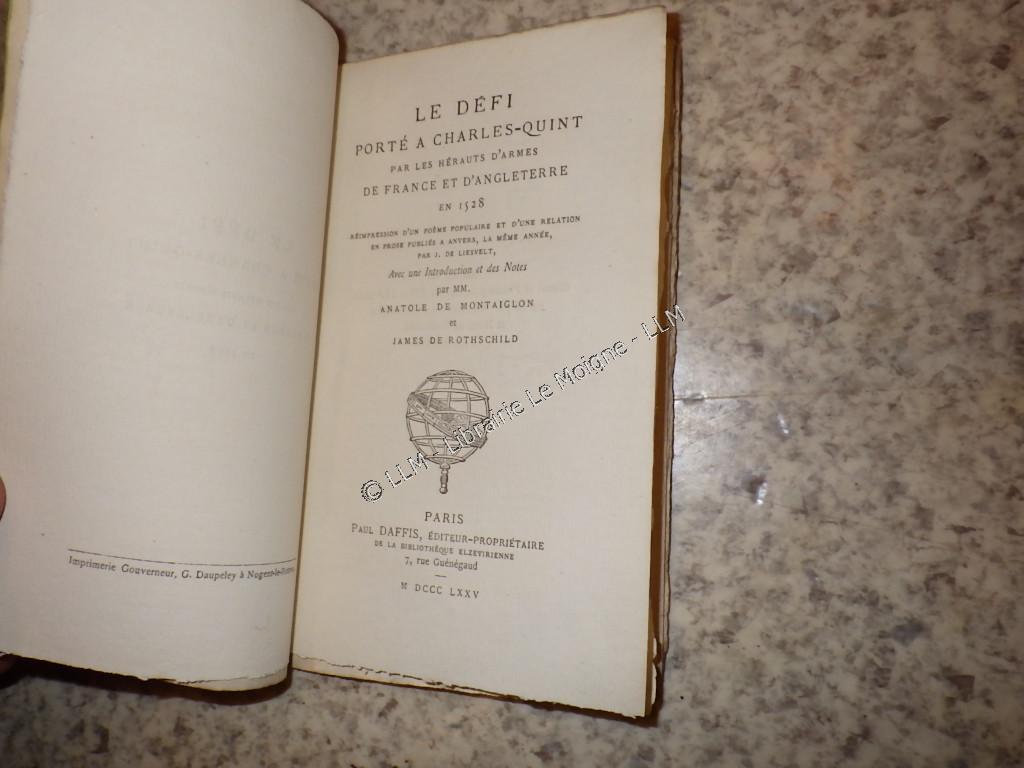 Imprimerie Gouverneur, G. Daupeley à Nogent-le-
LE DÉFI
PORTÉ A CHARLES-QUINT
PAR LES HÉRAUTS D'ARMES
DE FRANCE ET D'ANGLETERRE
EN 1528
RÉIMPRESSION D'UN POÈME POPULAIRE ET D'UNE RELATION
EN PROSE PUBLIÉS A ANVERS, LA MÊME ANNÉE,
PAR J. DE LIESVELT,
Avec une Introduction et des Notes
par MM.
ANATOLE DE MONTAIGLON
et
JAMES DE ROTHSCHILD
© LLM - Librairie Le Moigne - LLM
PARIS
PAUL DAFFIS, ÉDITEUR-PROPRIÉTAIRE
DE LA BIBLIOTHÈQUE ELZEVIRIENNE
7, rue Guénégaud
M DCCC LXXV